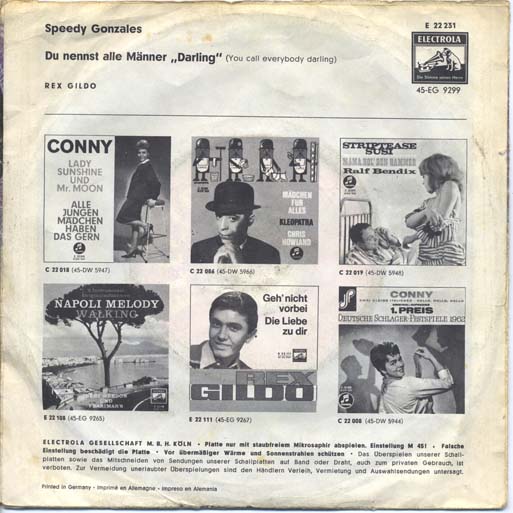 Speedy Gonzales
Du nennst alle Männer „Darling" (You call everybody darling)
REX GILDO
E 22 231
ELECTROLA
Die Stimme seines Herrn
45-EG 9299
CONNY
LADY
SUNSHINE
UND
Mr. MOON
ALLE
JUNGEN
MÄDCHEN
HABEN
DAS GERN
C 22 018 (45-DW 5947)
MÄDCHEN
FÜR
ALLES
KLEOPATRA
CHRIS
HOWLAND
C 22 086 (45-DW 5966)
STRIPTEASE
SUSI
Ralf Bendix
C 22 019 (45-DW 5948)
NAPOLI MELODY
WALKING
E 22 108 (45-EG 9265)
Geh' nicht
vorbei
Die Liebe
zu dir
REX
GILDO
E 22 111 (45-EG 9267)
CONNY
1. PREIS
DEUTSCHE SCHLAGER-FESTSPIELE 1962
C 22 008 (45-DW 5944)
ELECTROLA GESELLSCHAFT M. B. H. KÖLN • Platte nur mit staubfreiem Mikrosaphir abspielen. Einstellung M 45! • Falsche
Einstellung beschädigt die Platte • Vor übermäßiger Wärme und Sonnenstrahlen schützen • Das Überspielen unserer Schall-
platten sowie das Mitschneiden von Sendungen unserer Schallplatten auf Band oder Draht, auch zum privaten Gebrauch, ist
verboten. Zur Vermeidung unerlaubter Überspielungen sind den Händlern Verleih, Vermietung und Auswahlsendungen untersagt.
Printed in Germany • Imprimé en Allemagne • Impreso en Alemania